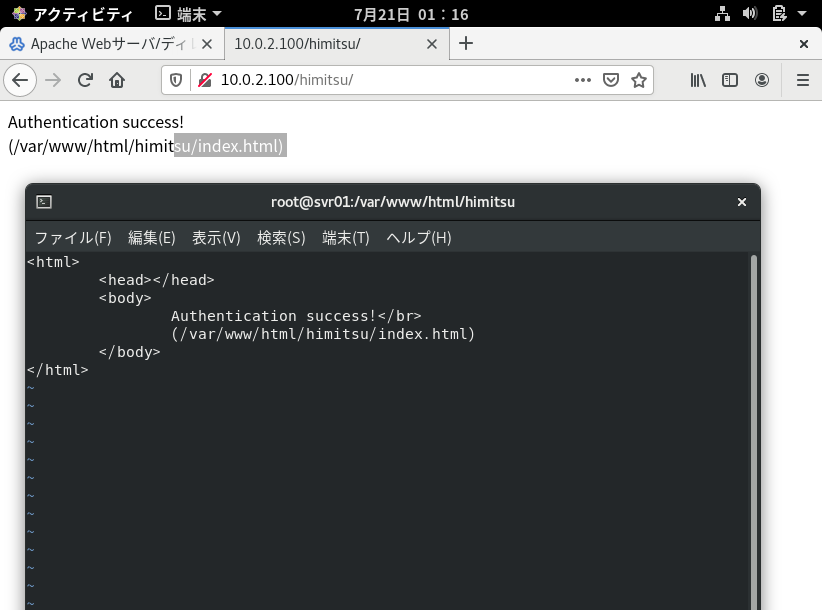 アクティビティ 端末 7月21日 01：16
Apache Webサーバ/ディ 10.0.2.100/himitsu/
10.0.2.100/himitsu/
Authentication success!
(/var/www/html/himitsu/index.html)
root@svr01:/var/www/html/himitsu
ファイル(F) 編集(E) 表示(V) 検索(S) 端末(T) ヘルプ(H)
<html>
<head></head>
<body>
Authentication success!</br>
(/var/www/html/himitsu/index.html)
</body>
</html>
~
~
~
~
~
~
~
~
~
~
~
~
~